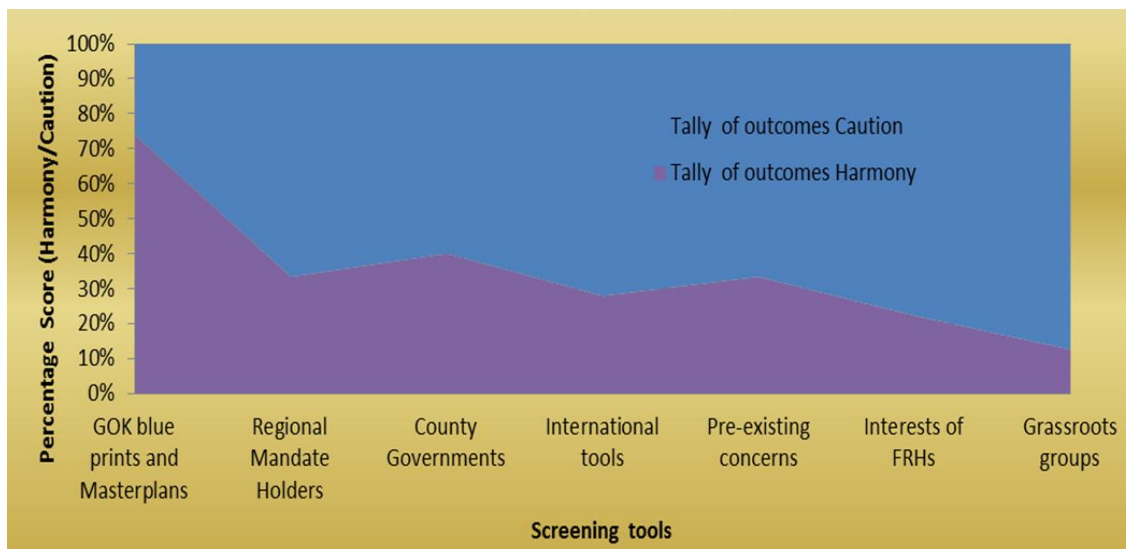 Percentage Score (Harmony/Caution)
100%
90%
80%
70%
60%
50%
40%
30%
20%
10%
0%
Tally of outcomes Caution
Tally of outcomes Harmony
GOK blue
prints and
Masterplans
Regional
Mandate
Holders
County
Governments
International
tools
Pre-existing
concerns
Interests of
FRHs
Grassroots
groups
Screening tools